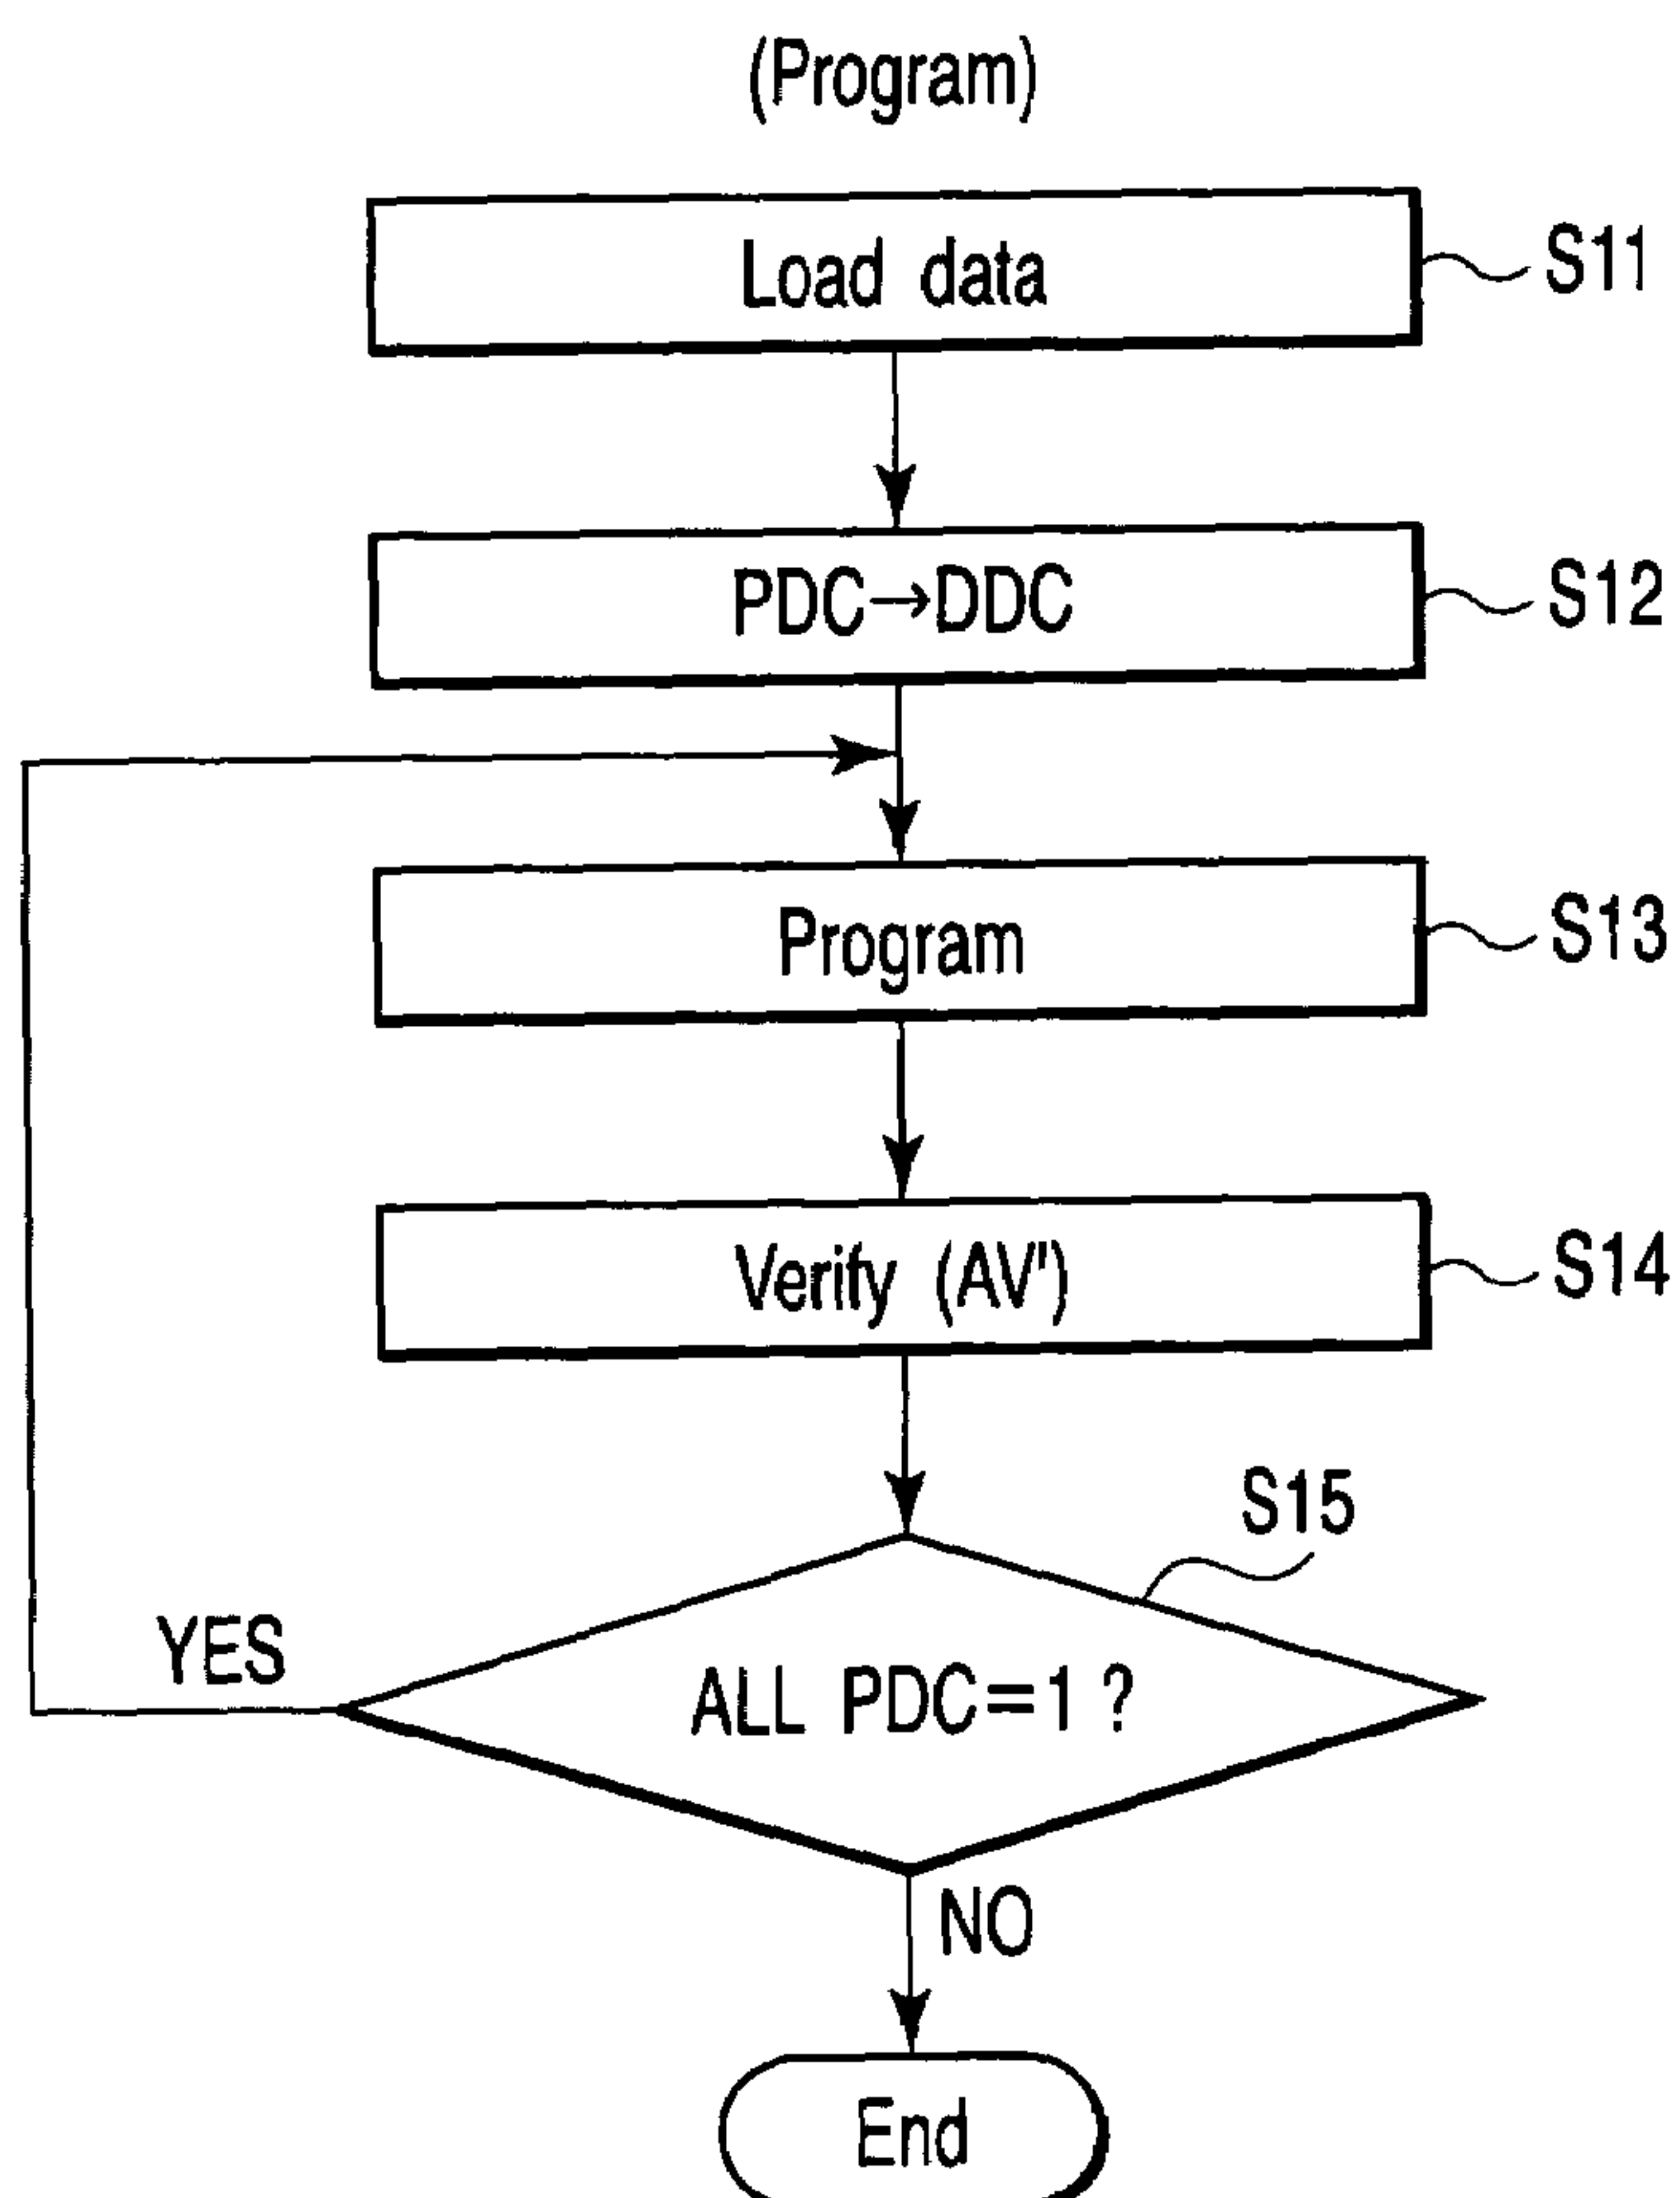 (Program)
Load data
S11
PDC→DDC
S12
Program
S13
Verify (AV')
S14
S15
YES
ALL PDC=1 ?
NO
End